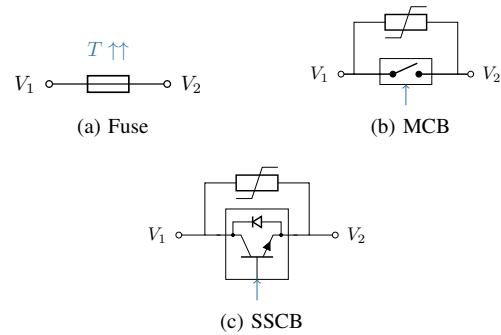 T ↑↑
V₁ V₂
(a) Fuse
V₁ V₂
(b) MCB
V₁ V₂
(c) SSCB